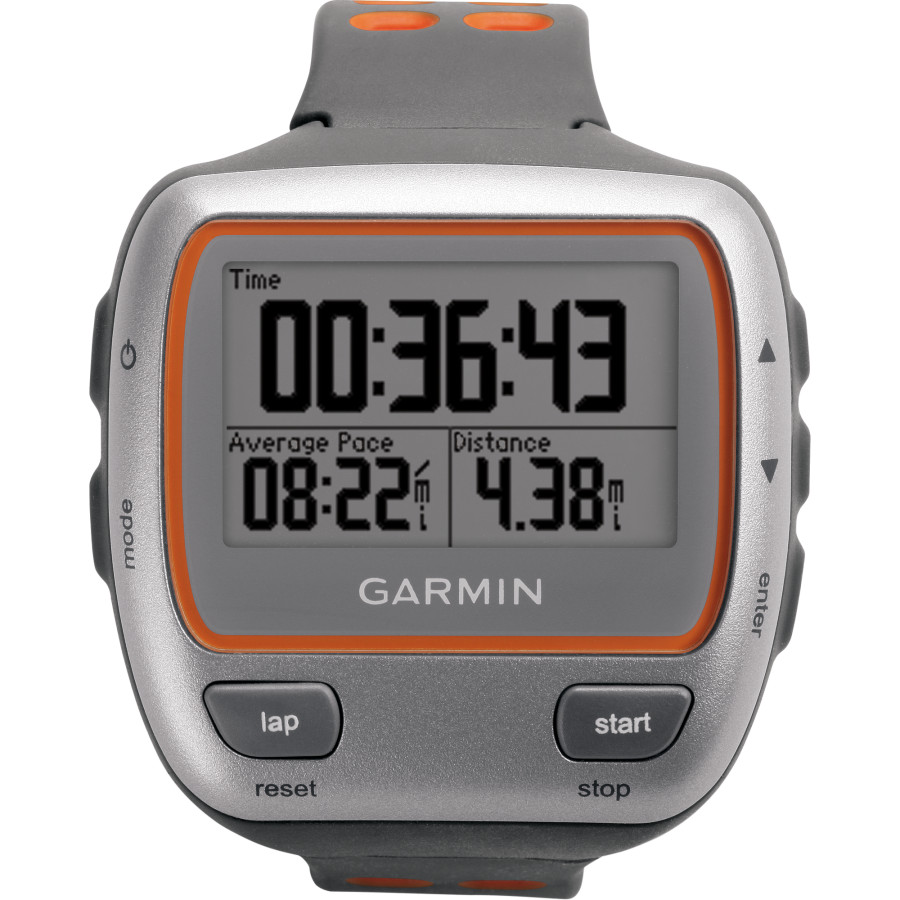 Time
00:36:43
Average Pace Distance
08:22/mi 4.38mi
GARMIN
mode
enter
lap start
reset stop